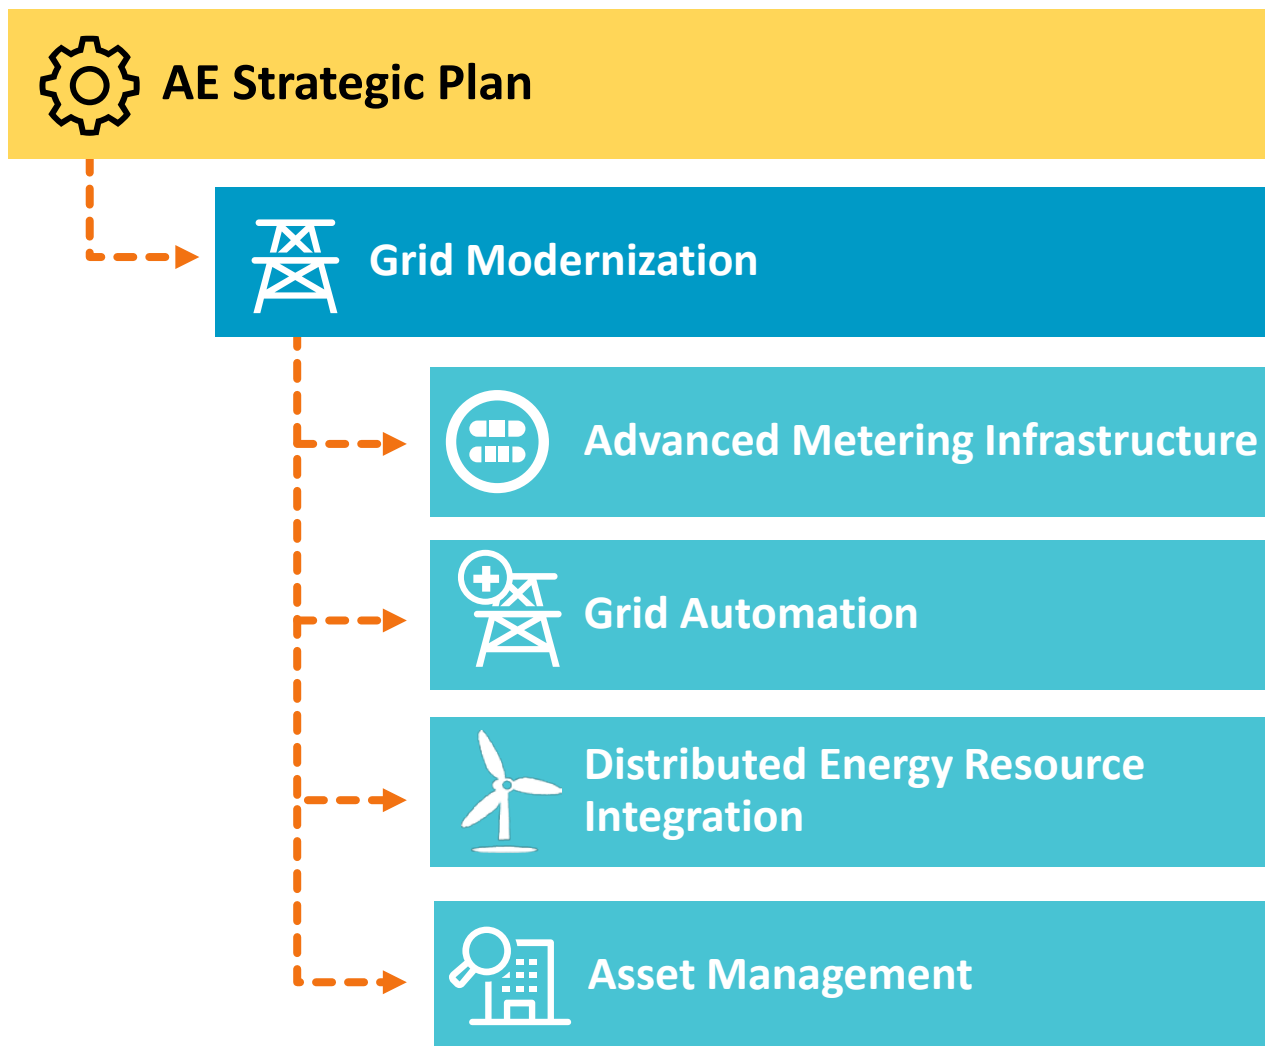 AE Strategic Plan
Grid Modernization
Advanced Metering Infrastructure
Grid Automation
Distributed Energy Resource
Integration
Asset Management